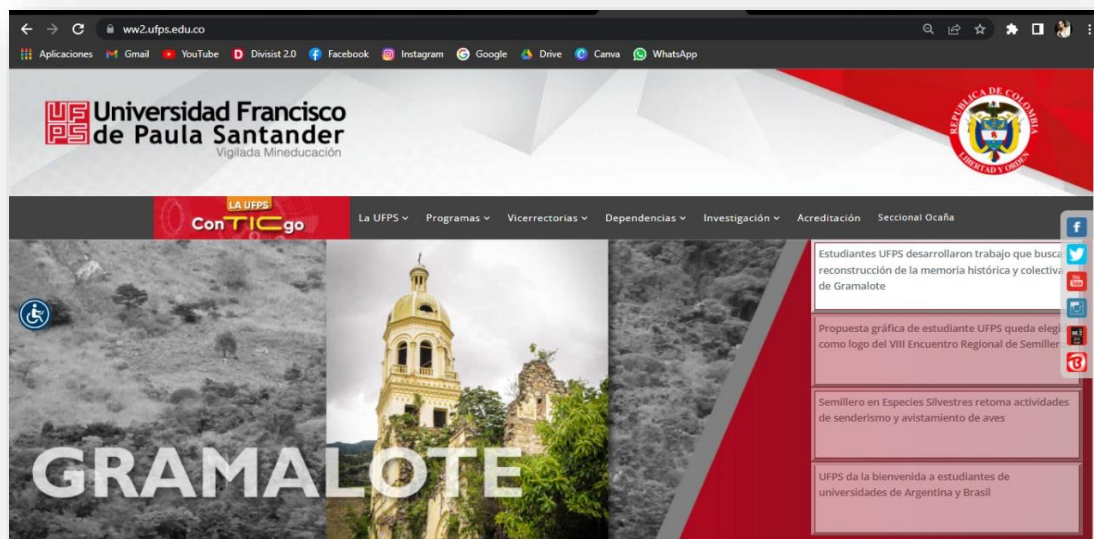 ww2.ufps.edu.co
Aplicaciones Gmail YouTube Divisist 2.0 Facebook Instagram Google Drive Canva WhatsApp
UFPS
Universidad Francisco
de Paula Santander
Vigilada Mineducación
REPUBLICA DE COLOMBIA
LIBERTAD Y ORDEN
LA UFPS
ConTICgo
La UFPS Programas Vicerrectorias Dependencias Investigación Acreditación Seccional Ocaña
Estudiantes UFPS desarrollaron trabajo que busca
reconstrucción de la memoria histórica y colectiva
de Gramalote
Propuesta gráfica de estudiante UFPS queda elegi
como logo del VIII Encuentro Regional de Semiller
Semillero en Especies Silvestres retoma actividades
de senderismo y avistamiento de aves
UFPS da la bienvenida a estudiantes de
universidades de Argentina y Brasil
GRAMALOTE